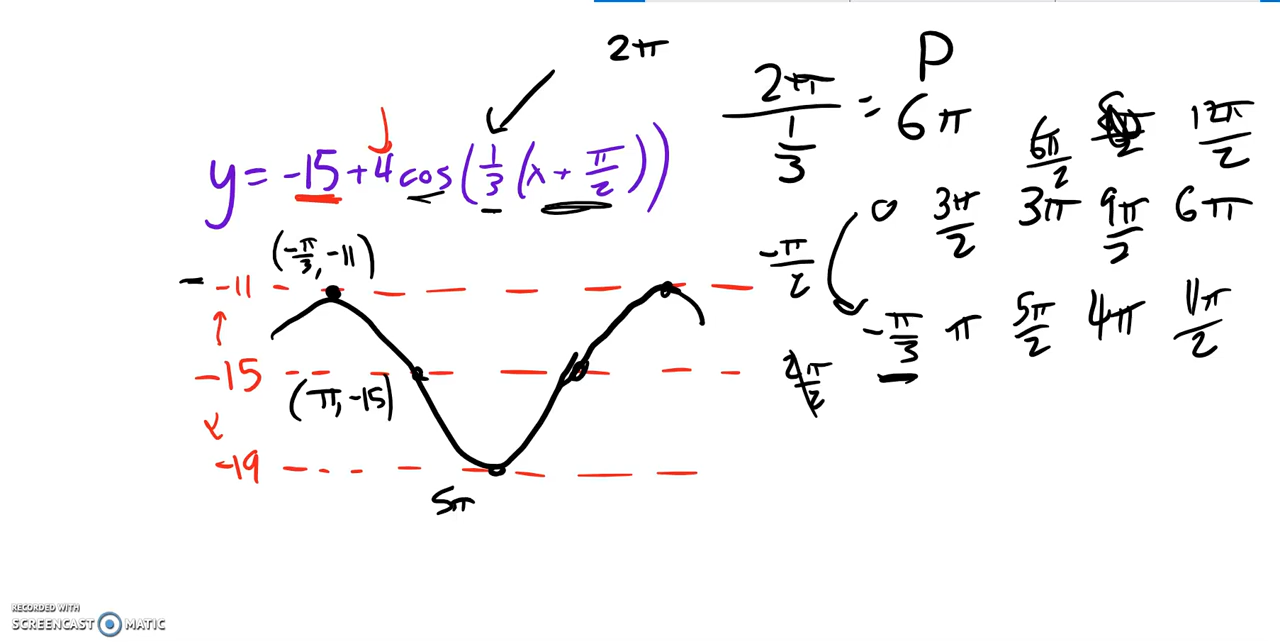 2π
P
2π / 1/3 = 6π
y = -15 + 4 cos(1/3 (x + π/2))
6π/2 12π/2
0 3π/2 3π 9π/2 6π
(-π/3, -11)
-π/2
- -11
-π/3 π 5π/2 4π 11π/2
-15
2π/2
(π, -15)
-19
5π
RECORDED WITH
SCREENCAST MATIC